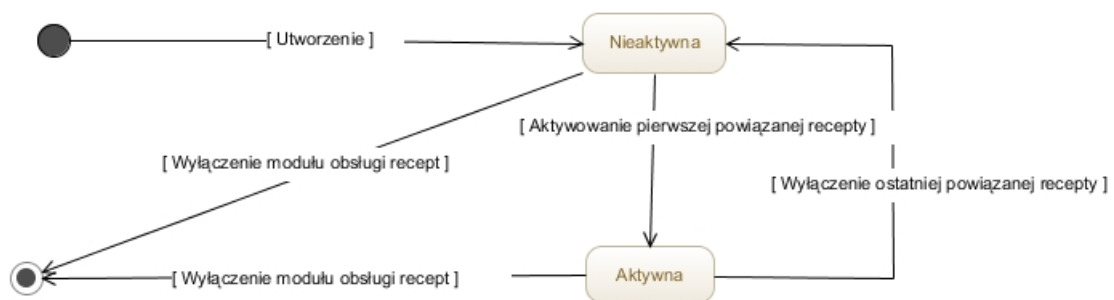 [ Utworzenie ]
Nieaktywna
[ Aktywowanie pierwszej powiązanej recepty ]
[ Wyłączenie modułu obsługi recept ]
[ Wyłączenie ostatniej powiązanej recepty ]
[ Wyłączenie modułu obsługi recept ]
Aktywna